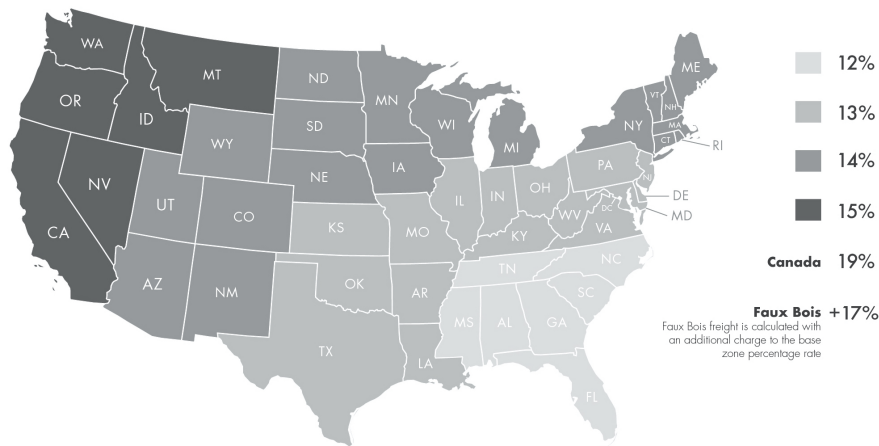 WA
OR
CA
NV
ID
MT
WY
UT
AZ
CO
NM
ND
SD
NE
KS
OK
TX
MN
IA
MO
AR
LA
WI
IL
MI
IN
OH
KY
TN
MS
AL
GA
FL
SC
NC
VA
WV
DC
PA
NJ
NY
VT
NH
ME
MA
CT
RI
DE
MD
12%
13%
14%
15%
Canada 19%
Faux Bois +17%
Faux Bois freight is calculated with
an additional charge to the base
zone percentage rate